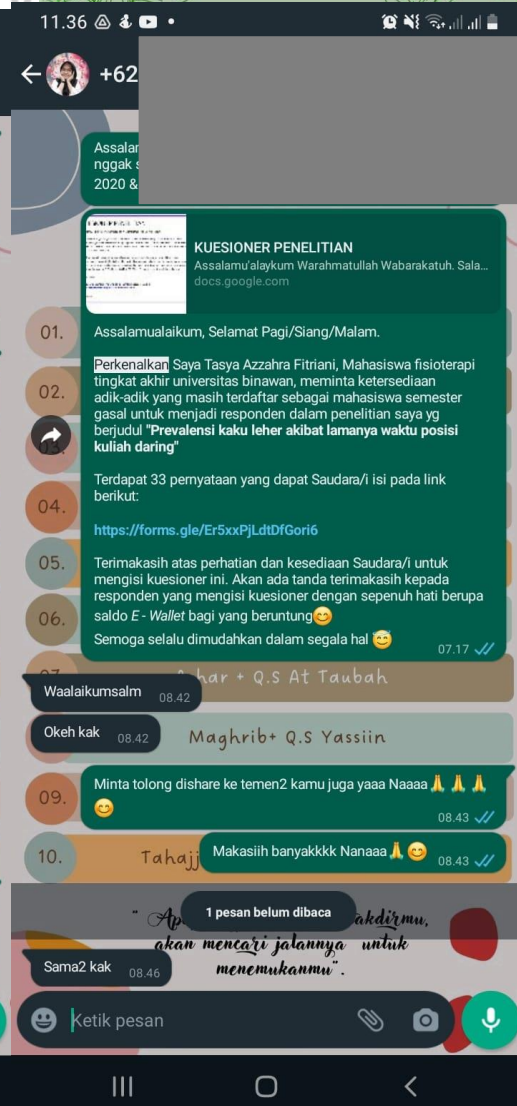 11.36
+62
Assalar
nggak s
2020 &
KUESIONER PENELITIAN
Assalamu'alaykum Warahmatullah Wabarakatuh. Sala...
docs.google.com
01.
Assalamualaikum, Selamat Pagi/Siang/Malam.
Perkenalkan Saya Tasya Azzahra Fitriani, Mahasiswa fisioterapi
tingkat akhir universitas binawan, meminta ketersediaan
02.
adik-adik yang masih terdaftar sebagai mahasiswa semester
gasal untuk menjadi responden dalam penelitian saya yg
berjudul "Prevalensi kaku leher akibat lamanya waktu posisi
kuliah daring"
Terdapat 33 pernyataan yang dapat Saudara/i isi pada link
04.
berikut:
https://forms.gle/Er5xxPjLdtDfGori6
05.
Terimakasih atas perhatian dan kesediaan Saudara/i untuk
mengisi kuesioner ini. Akan ada tanda terimakasih kepada
responden yang mengisi kuesioner dengan sepenuh hati berupa
06.
saldo E - Wallet bagi yang beruntung😊
Semoga selalu dimudahkan dalam segala hal 😇
07.17
har + Q.S At Taubah
Waalaikumsalm 08.42
Okeh kak 08.42
Maghrib+ Q.S Yassiin
09.
Minta tolong dishare ke temen2 kamu juga yaaa Naaaa🙏🙏🙏
😊
08.43
10.
Tahajj
Makasiih banyakkkk Nanaaa🙏😊 08.43
1 pesan belum dibaca
" Ap akdirmu,
akan mencari jalannya untuk
menemukanmu".
Sama2 kak 08.46
Ketik pesan